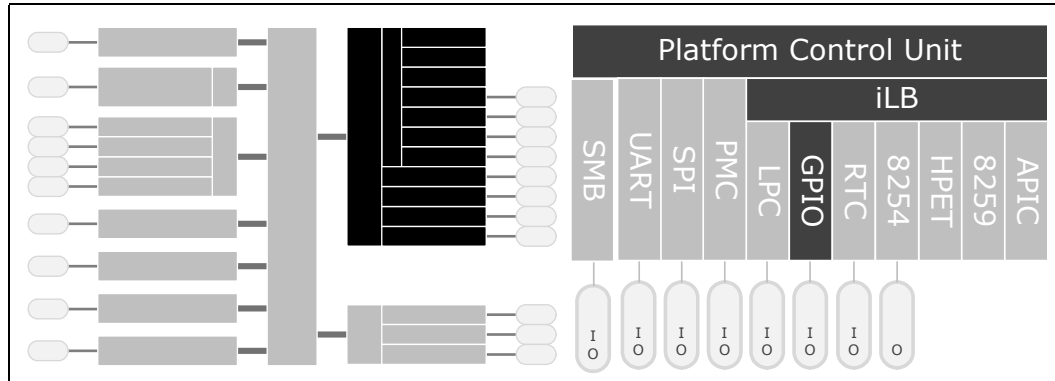 Platform Control Unit
iLB
SMB
UART
SPI
PMC
LPC
GPIO
RTC
8254
HPET
8259
APIC
I
O
I
O
I
O
I
O
I
O
I
O
I
O
O